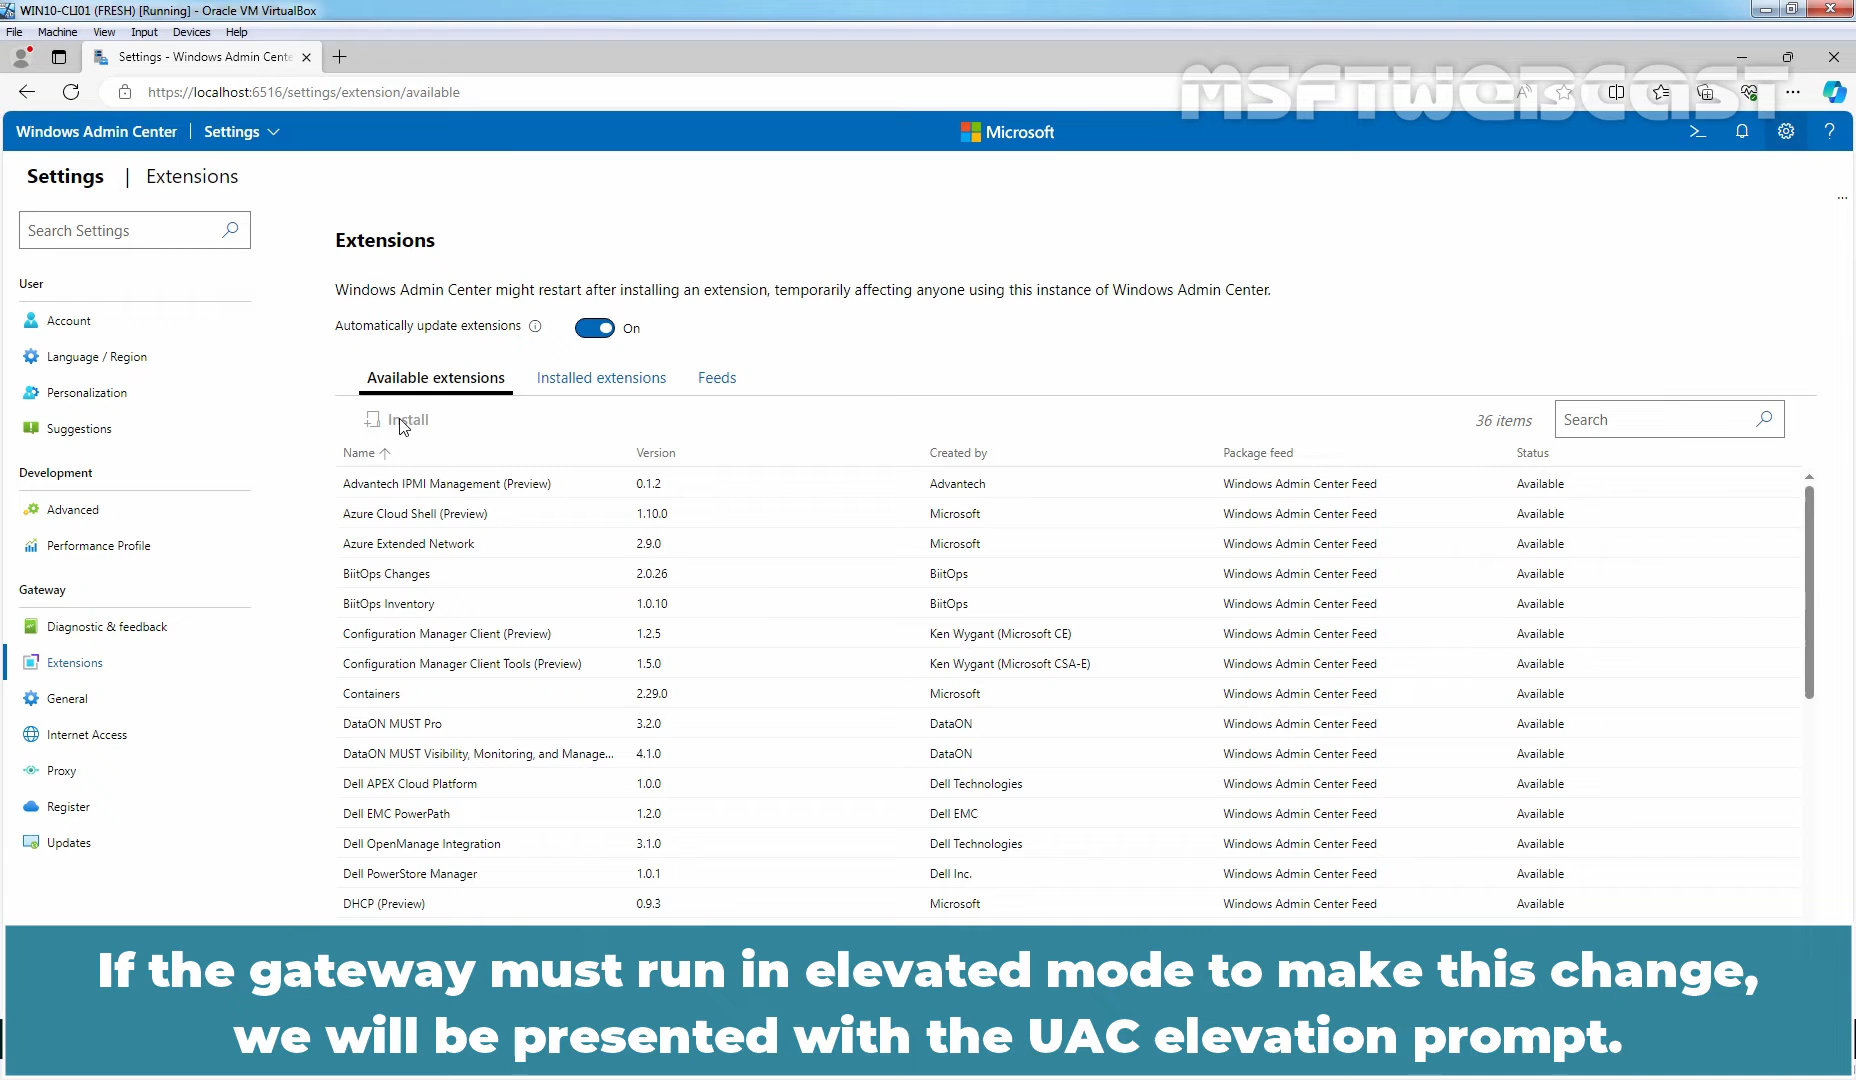 WIN10-CLI01 (FRESH) [Running] - Oracle VM VirtualBox
File Machine View Input Devices Help
Settings - Windows Admin Cente
https://localhost:6516/settings/extension/available
MSFTWEBCAST
Windows Admin Center Settings Microsoft
Settings | Extensions
Search Settings
User
Account
Language / Region
Personalization
Suggestions
Development
Advanced
Performance Profile
Gateway
Diagnostic & feedback
Extensions
General
Internet Access
Proxy
Register
Updates
Extensions
Windows Admin Center might restart after installing an extension, temporarily affecting anyone using this instance of Windows Admin Center.
Automatically update extensions On
Available extensions Installed extensions Feeds
Install 36 items Search
Name Version Created by Package feed Status
Advantech IPMI Management (Preview) 0.1.2 Advantech Windows Admin Center Feed Available
Azure Cloud Shell (Preview) 1.10.0 Microsoft Windows Admin Center Feed Available
Azure Extended Network 2.9.0 Microsoft Windows Admin Center Feed Available
BiitOps Changes 2.0.26 BiitOps Windows Admin Center Feed Available
BiitOps Inventory 1.0.10 BiitOps Windows Admin Center Feed Available
Configuration Manager Client (Preview) 1.2.5 Ken Wygant (Microsoft CE) Windows Admin Center Feed Available
Configuration Manager Client Tools (Preview) 1.5.0 Ken Wygant (Microsoft CSA-E) Windows Admin Center Feed Available
Containers 2.29.0 Microsoft Windows Admin Center Feed Available
DataON MUST Pro 3.2.0 DataON Windows Admin Center Feed Available
DataON MUST Visibility, Monitoring, and Manage... 4.1.0 DataON Windows Admin Center Feed Available
Dell APEX Cloud Platform 1.0.0 Dell Technologies Windows Admin Center Feed Available
Dell EMC PowerPath 1.2.0 Dell EMC Windows Admin Center Feed Available
Dell OpenManage Integration 3.1.0 Dell Technologies Windows Admin Center Feed Available
Dell PowerStore Manager 1.0.1 Dell Inc. Windows Admin Center Feed Available
DHCP (Preview) 0.9.3 Microsoft Windows Admin Center Feed Available
If the gateway must run in elevated mode to make this change,
we will be presented with the UAC elevation prompt.